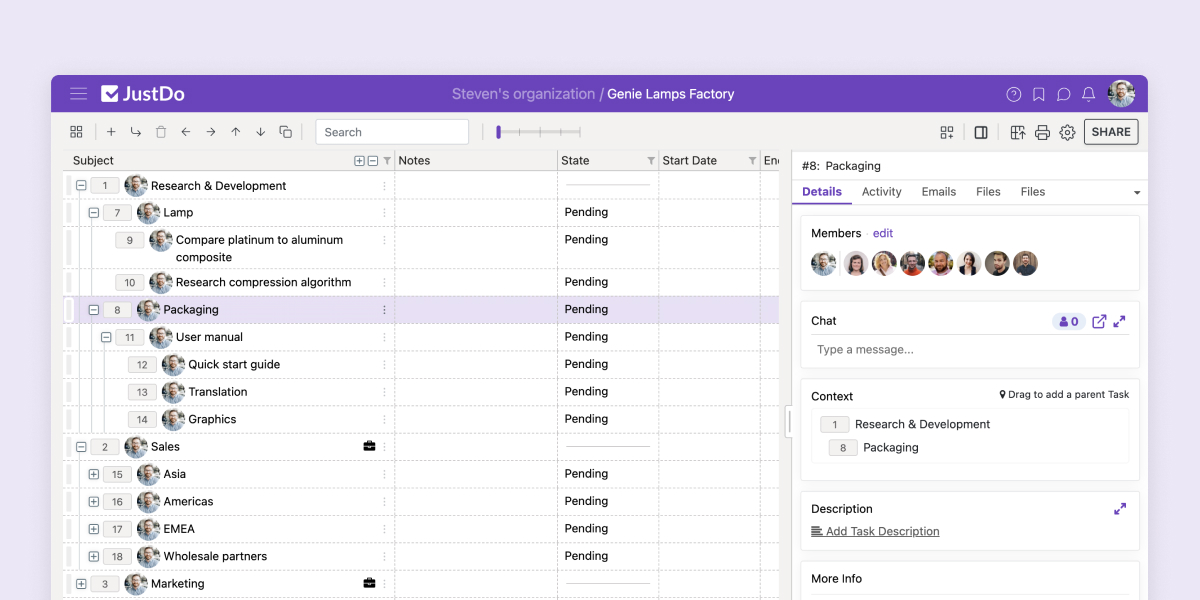 JustDo
Steven's organization / Genie Lamps Factory
Search
SHARE
Subject
Notes
State
Start Date
1 Research & Development
7 Lamp Pending
9 Compare platinum to aluminum Pending
composite
10 Research compression algorithm Pending
8 Packaging Pending
11 User manual Pending
12 Quick start guide Pending
13 Translation Pending
14 Graphics Pending
2 Sales
15 Asia Pending
16 Americas Pending
17 EMEA Pending
18 Wholesale partners Pending
3 Marketing
#8: Packaging
Details Activity Emails Files Files
Members edit
Chat 0
Type a message...
Context Drag to add a parent Task
1 Research & Development
8 Packaging
Description
Add Task Description
More Info